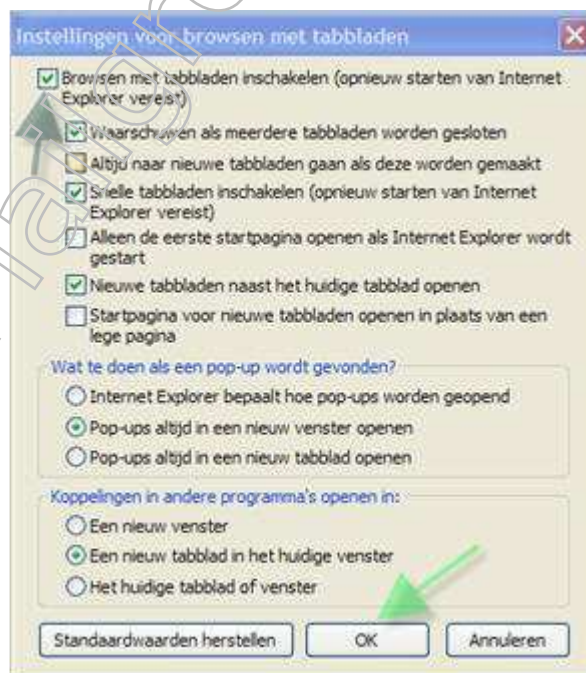 Instellingen voor browsen met tabbladen
Browsen met tabbladen inschakelen (opnieuw starten van Internet
Explorer vereist)
Waarschuwen als meerdere tabbladen worden gesloten
Altijd naar nieuwe tabbladen gaan als deze worden gemaakt
Snelle tabbladen inschakelen (opnieuw starten van Internet
Explorer vereist)
Alleen de eerste startpagina openen als Internet Explorer wordt
gestart
Nieuwe tabbladen naast het huidige tabblad openen
Startpagina voor nieuwe tabbladen openen in plaats van een
lege pagina
Wat te doen als een pop-up wordt gevonden?
Internet Explorer bepaalt hoe pop-ups worden geopend
Pop-ups altijd in een nieuw venster openen
Pop-ups altijd in een nieuw tabblad openen
Koppelingen in andere programma's openen in:
Een nieuw venster
Een nieuw tabblad in het huidige venster
Het huidige tabblad of venster
Standaardwaarden herstellen OK Annuleren